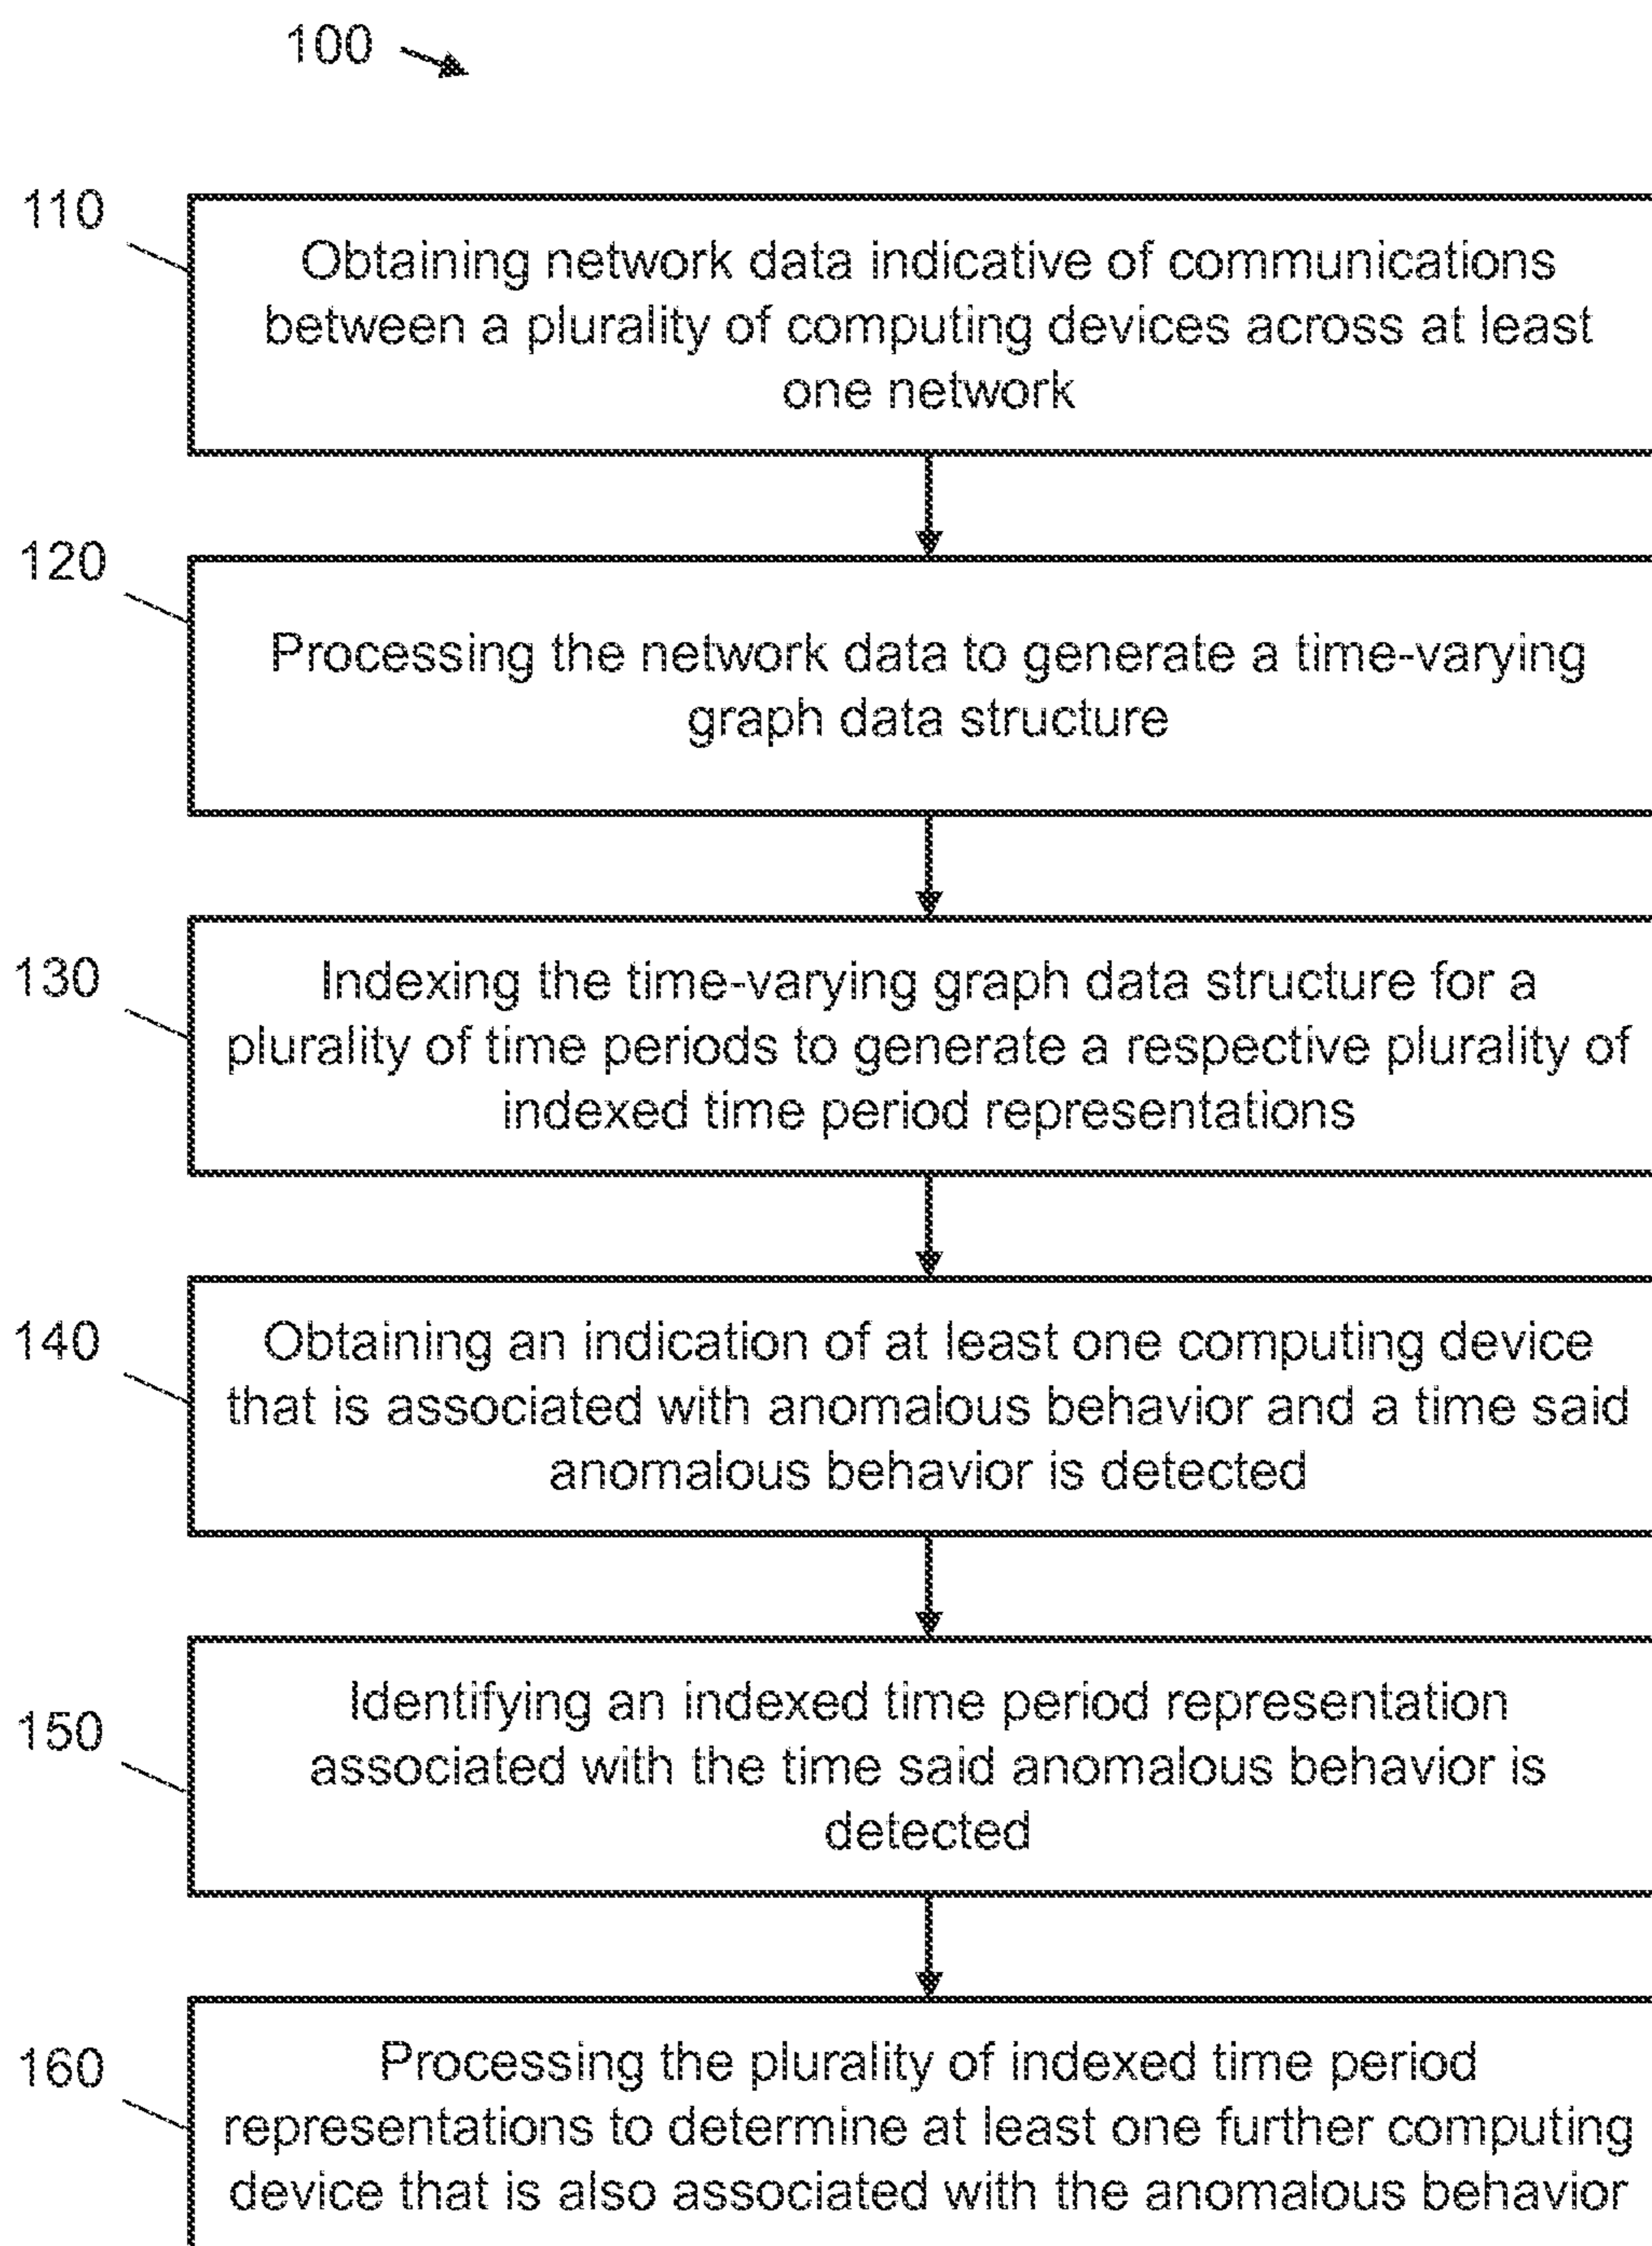 100
110
Obtaining network data indicative of communications
between a plurality of computing devices across at least
one network
120
Processing the network data to generate a time-varying
graph data structure
130
Indexing the time-varying graph data structure for a
plurality of time periods to generate a respective plurality of
indexed time period representations
140
Obtaining an indication of at least one computing device
that is associated with anomalous behavior and a time said
anomalous behavior is detected
150
Identifying an indexed time period representation
associated with the time said anomalous behavior is
detected
160
Processing the plurality of indexed time period
representations to determine at least one further computing
device that is also associated with the anomalous behavior